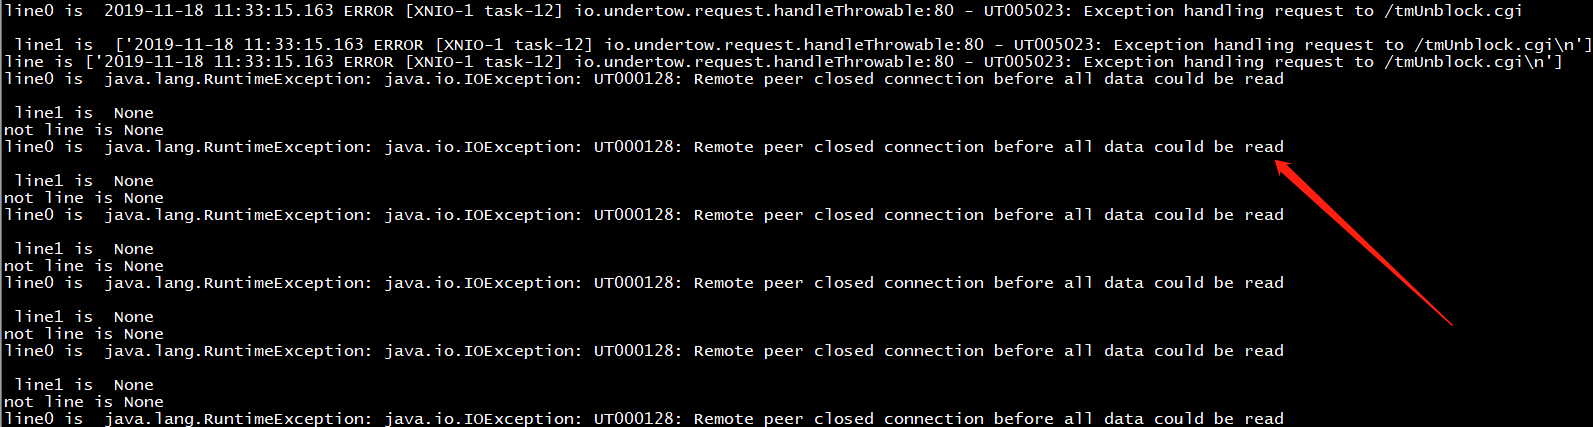 line0 is  2019-11-18 11:33:15.163 ERROR [XNIO-1 task-12] io.undertow.request.handleThrowable:80 - UT005023: Exception handling request to /tmUnblock.cgi
line1 is  ['2019-11-18 11:33:15.163 ERROR [XNIO-1 task-12] io.undertow.request.handleThrowable:80 - UT005023: Exception handling request to /tmUnblock.cgi\n']
line is ['2019-11-18 11:33:15.163 ERROR [XNIO-1 task-12] io.undertow.request.handleThrowable:80 - UT005023: Exception handling request to /tmUnblock.cgi\n']
line0 is  java.lang.RuntimeException: java.io.IOException: UT000128: Remote peer closed connection before all data could be read
line1 is  None
not line is None
line0 is  java.lang.RuntimeException: java.io.IOException: UT000128: Remote peer closed connection before all data could be read
line1 is  None
not line is None
line0 is  java.lang.RuntimeException: java.io.IOException: UT000128: Remote peer closed connection before all data could be read
line1 is  None
not line is None
line0 is  java.lang.RuntimeException: java.io.IOException: UT000128: Remote peer closed connection before all data could be read
line1 is  None
not line is None
line0 is  java.lang.RuntimeException: java.io.IOException: UT000128: Remote peer closed connection before all data could be read
line1 is  None
not line is None
line0 is  java.lang.RuntimeException: java.io.IOException: UT000128: Remote peer closed connection before all data could be read